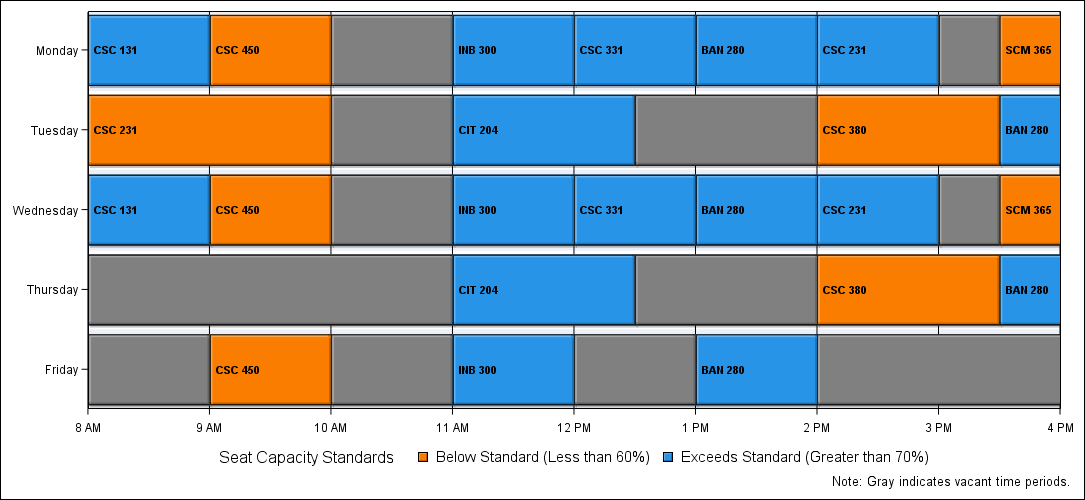 Monday CSC 131 CSC 450 INB 300 CSC 331 BAN 280 CSC 231 SCM 365
Tuesday CSC 231 CIT 204 CSC 380 BAN 280
Wednesday CSC 131 CSC 450 INB 300 CSC 331 BAN 280 CSC 231 SCM 365
Thursday CIT 204 CSC 380 BAN 280
Friday CSC 450 INB 300 BAN 280
8 AM 9 AM 10 AM 11 AM 12 PM 1 PM 2 PM 3 PM 4 PM
Seat Capacity Standards Below Standard (Less than 60%) Exceeds Standard (Greater than 70%)
Note: Gray indicates vacant time periods.